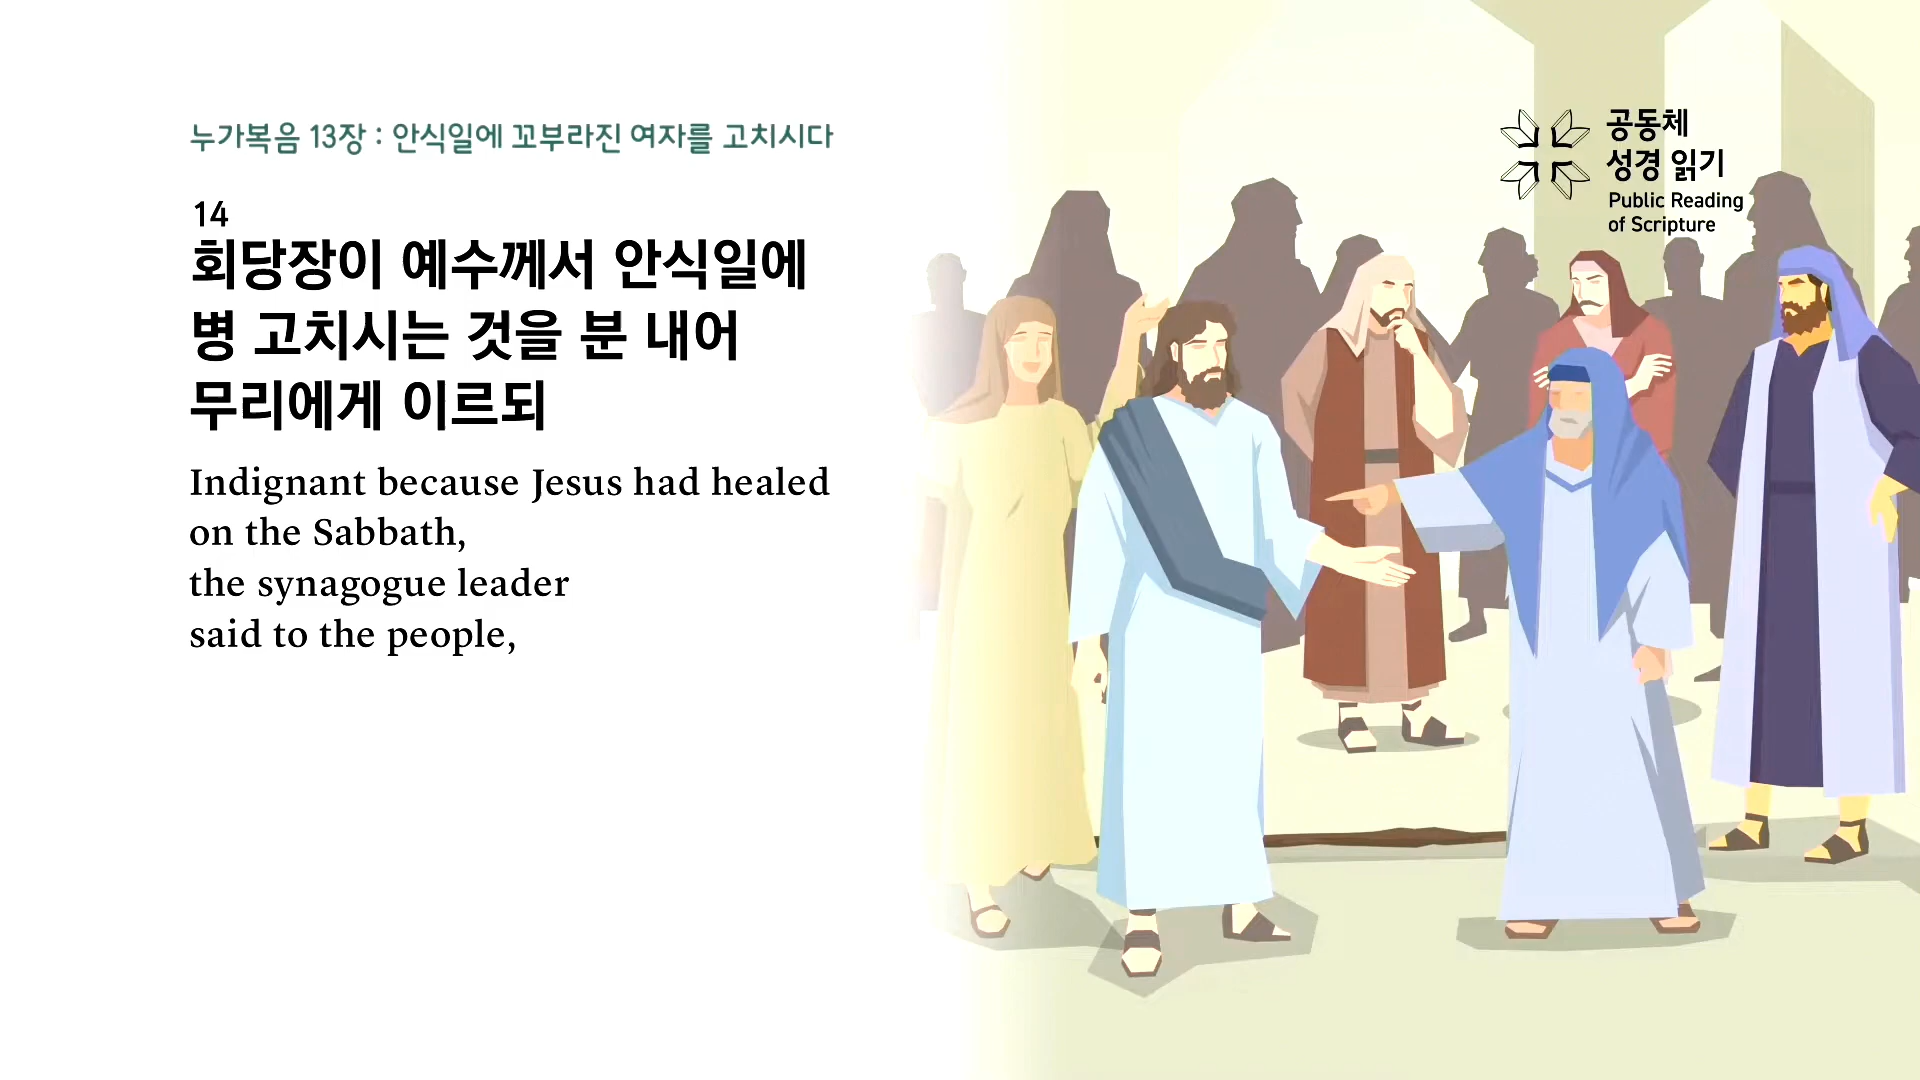 누가복음 13장 : 안식일에 꼬부라진 여자를 고치시다
14
회당장이 예수께서 안식일에
병 고치시는 것을 분 내어
무리에게 이르되
Indignant because Jesus had healed
on the Sabbath,
the synagogue leader
said to the people,
공동체
성경 읽기
Public Reading
of Scripture